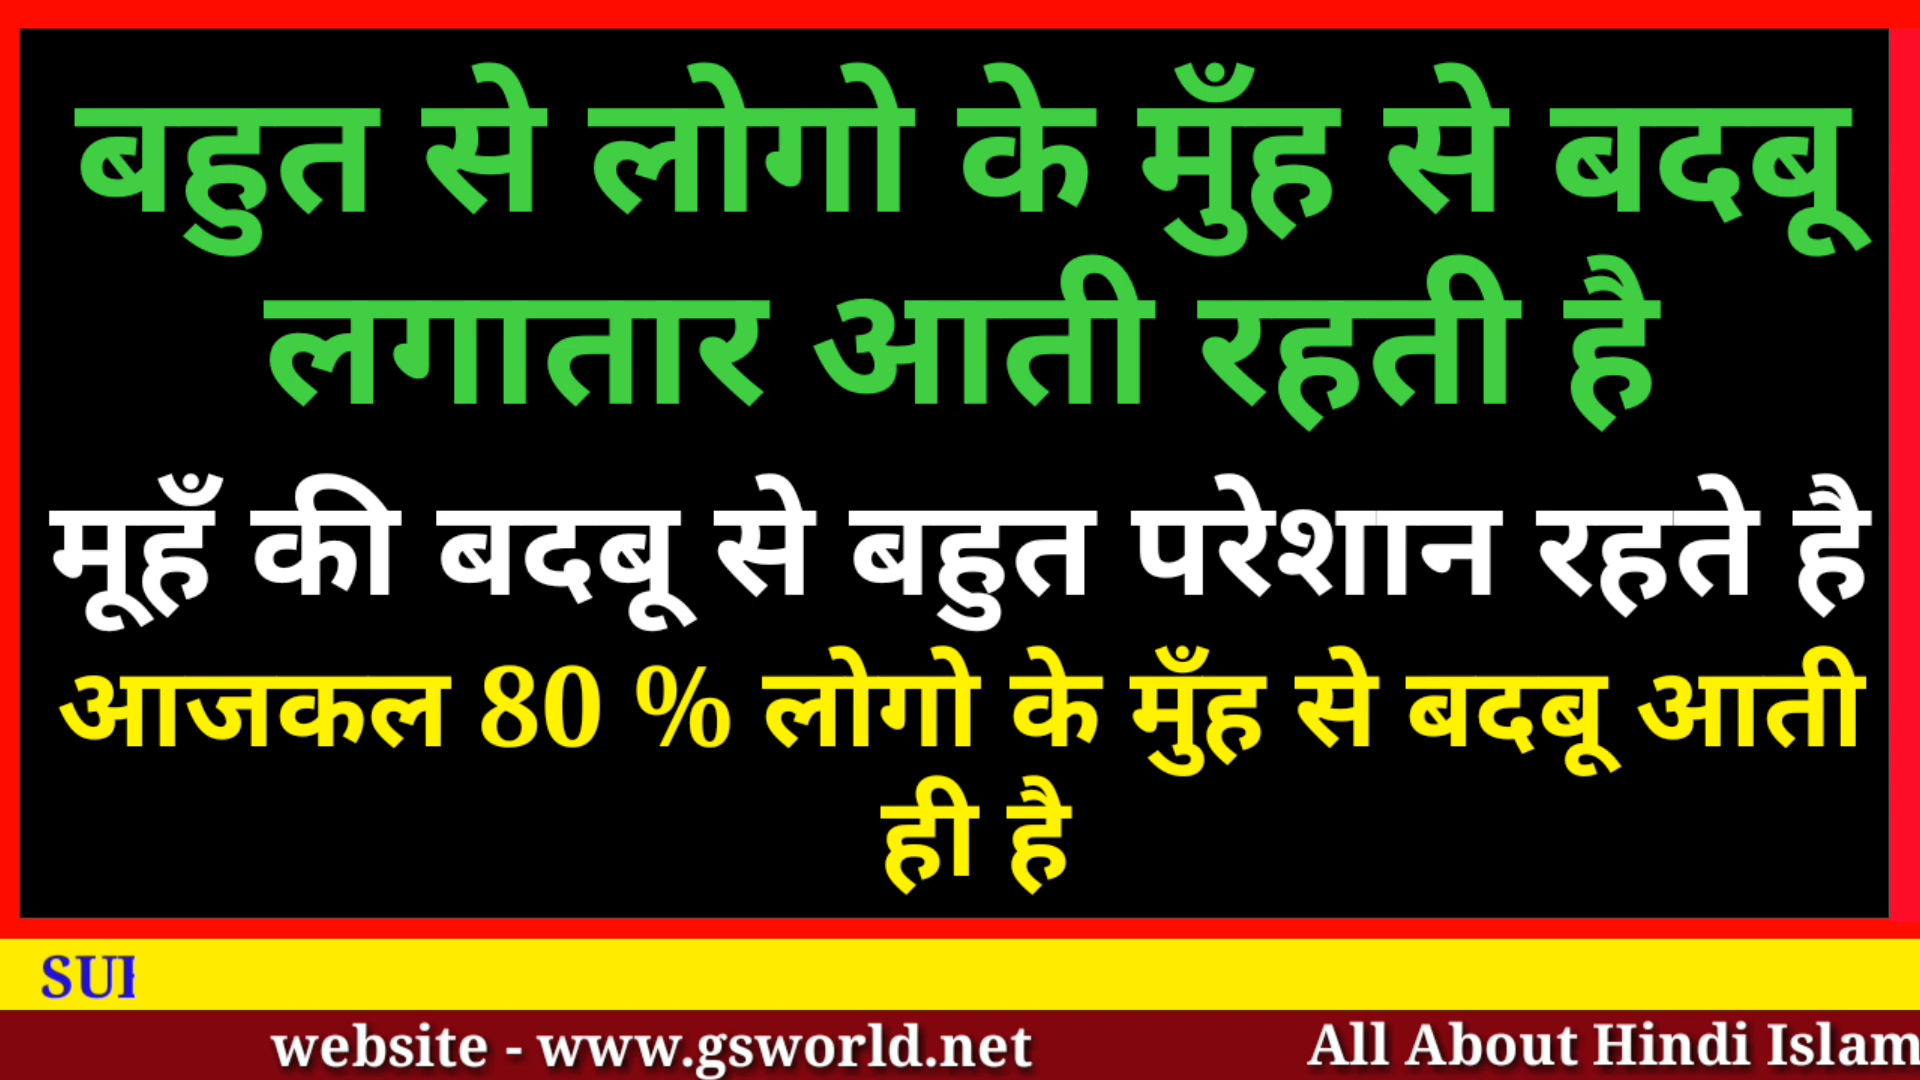 बहुत से लोगो के मुँह से बदबू
लगातार आती रहती है
मूहँ की बदबू से बहुत परेशान रहते है
आजकल 80 % लोगो के मुँह से बदबू आती
ही है
website - www.gsworld.net
All About Hindi Islam